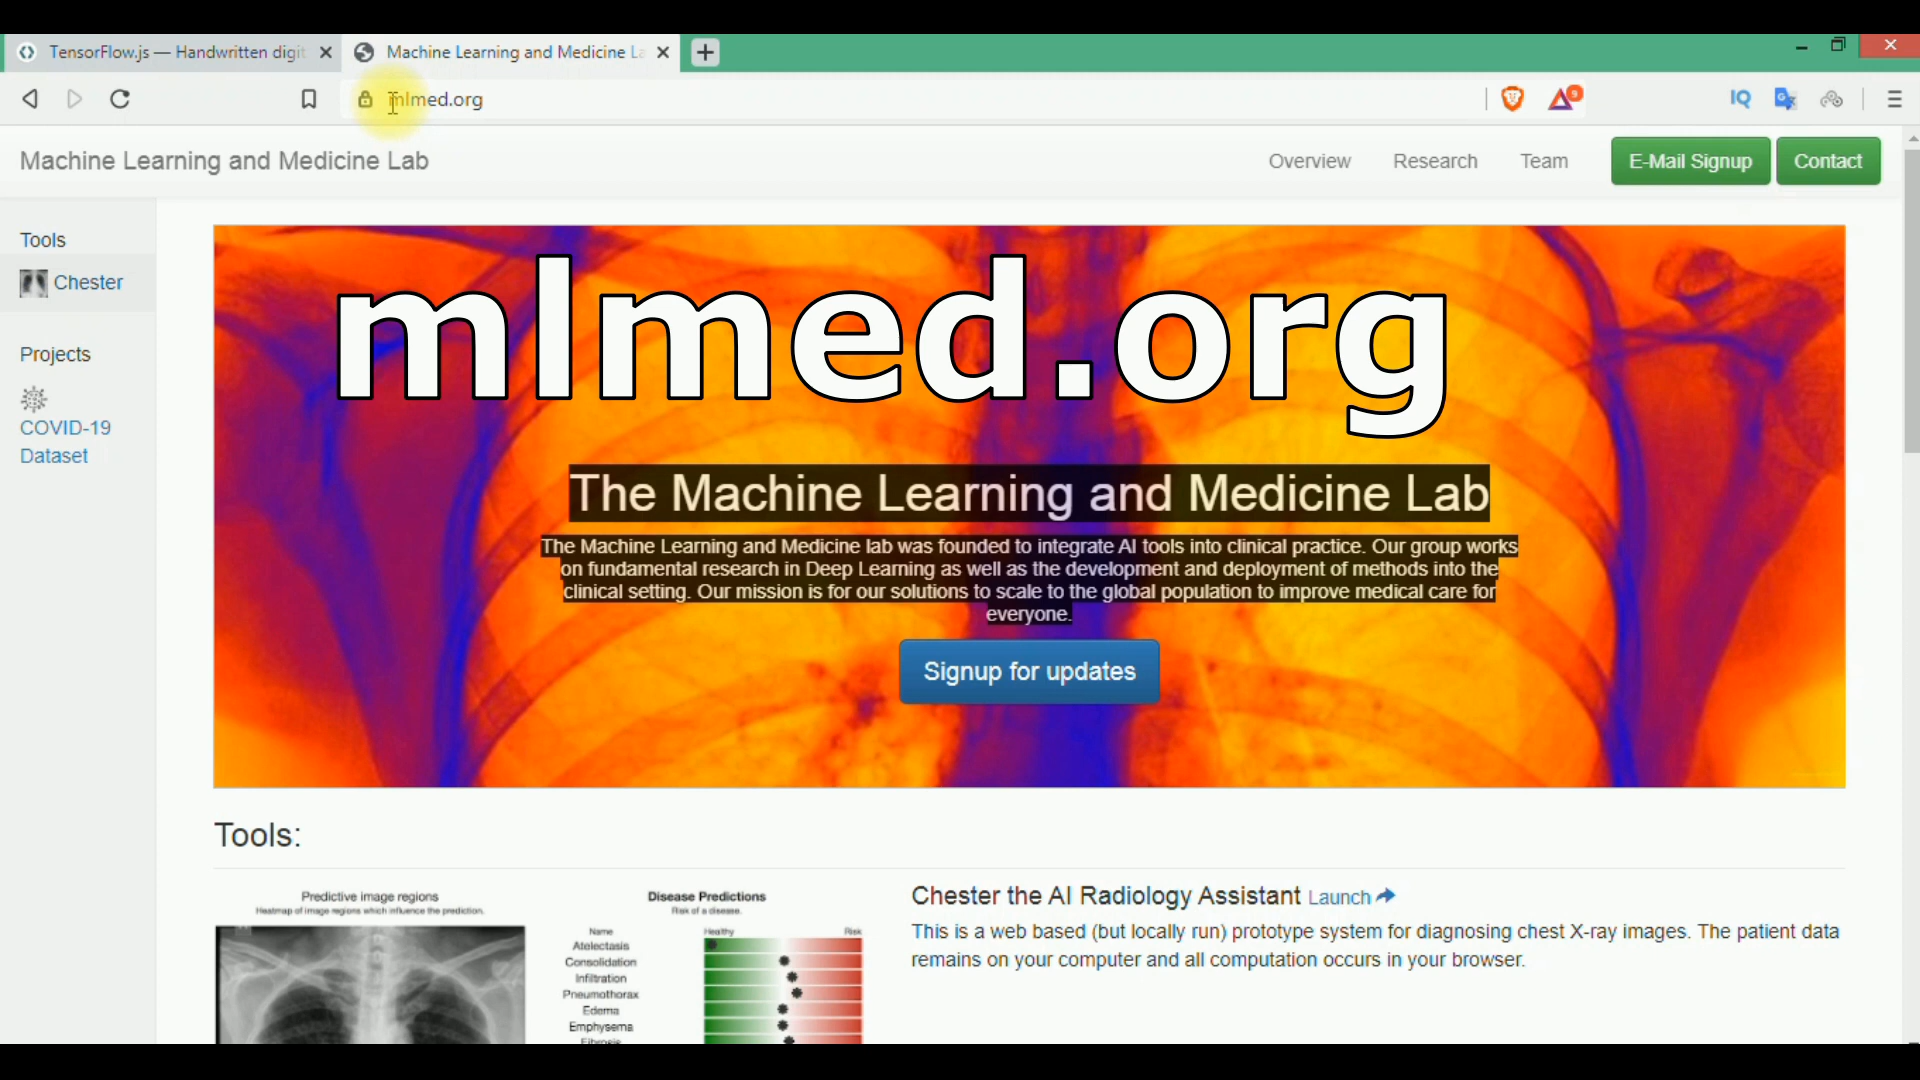 TensorFlow.js — Handwritten digit
Machine Learning and Medicine La
mlmed.org
9
IQ
Machine Learning and Medicine Lab
Overview
Research
Team
E-Mail Signup
Contact
Tools
Chester
Projects
COVID-19
Dataset
mlmed.org
The Machine Learning and Medicine Lab
The Machine Learning and Medicine lab was founded to integrate AI tools into clinical practice. Our group works
on fundamental research in Deep Learning as well as the development and deployment of methods into the
clinical setting. Our mission is for our solutions to scale to the global population to improve medical care for
everyone.
Signup for updates
Tools:
Predictive image regions
Heatmap of image regions which influence the prediction.
Disease Predictions
Risk of a disease.
Name
Healthy
Risk
Atelectasis
Consolidation
Infiltration
Pneumothorax
Edema
Emphysema
Fibrosis
Chester the AI Radiology Assistant Launch
This is a web based (but locally run) prototype system for diagnosing chest X-ray images. The patient data
remains on your computer and all computation occurs in your browser.